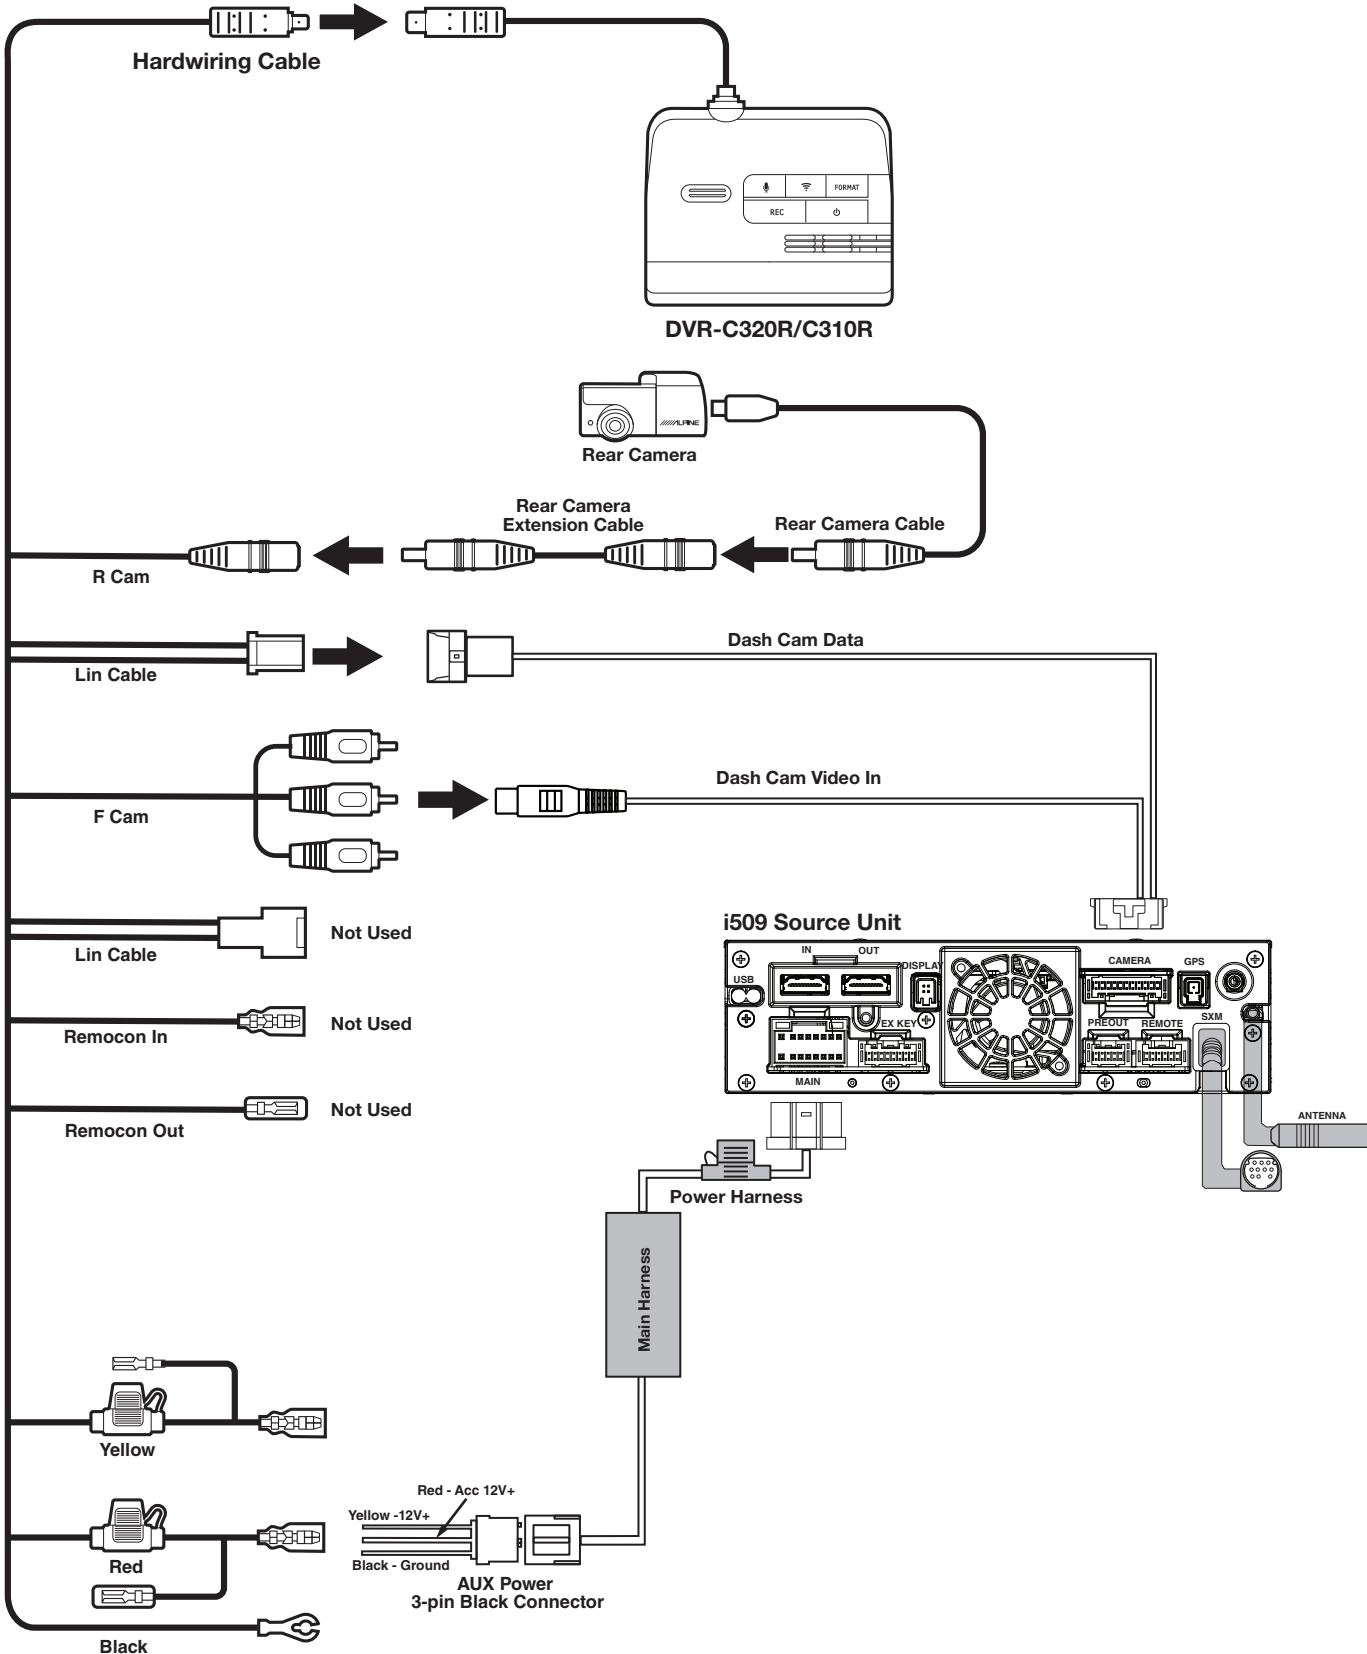 Hardwiring Cable
FORMAT
REC
DVR-C320R/C310R
ALPINE
Rear Camera
Rear Camera
Extension Cable
Rear Camera Cable
R Cam
Dash Cam Data
Lin Cable
Dash Cam Video In
F Cam
i509 Source Unit
Not Used
Lin Cable
IN
OUT
DISPLAY
CAMERA
GPS
USB
Remocon In
Not Used
EX KEY
PREOUT
REMOTE
SXM
MAIN
Remocon Out
Not Used
ANTENNA
Power Harness
Main Harness
Yellow
Red - Acc 12V+
Yellow -12V+
Black - Ground
Red
AUX Power
3-pin Black Connector
Black